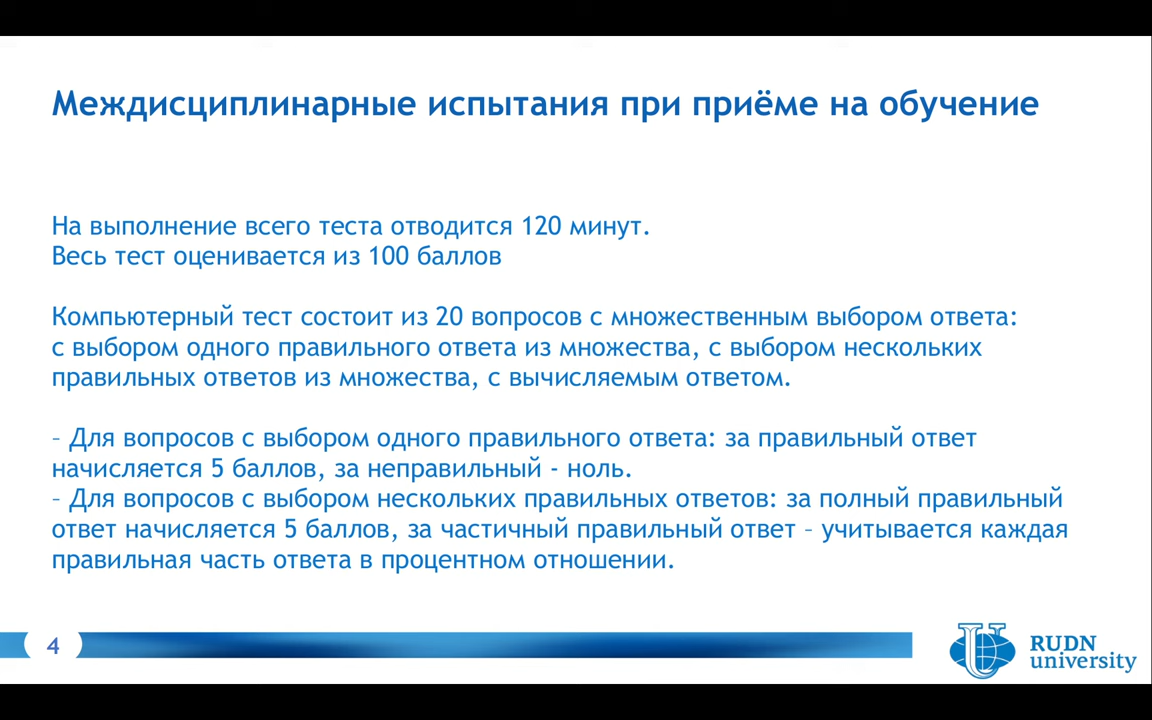 Междисциплинарные испытания при приёме на обучение
На выполнение всего теста отводится 120 минут.
Весь тест оценивается из 100 баллов
Компьютерный тест состоит из 20 вопросов с множественным выбором ответа:
с выбором одного правильного ответа из множества, с выбором нескольких
правильных ответов из множества, с вычисляемым ответом.
– Для вопросов с выбором одного правильного ответа: за правильный ответ
начисляется 5 баллов, за неправильный - ноль.
– Для вопросов с выбором нескольких правильных ответов: за полный правильный
ответ начисляется 5 баллов, за частичный правильный ответ – учитывается каждая
правильная часть ответа в процентном отношении.
4
RUDN
university